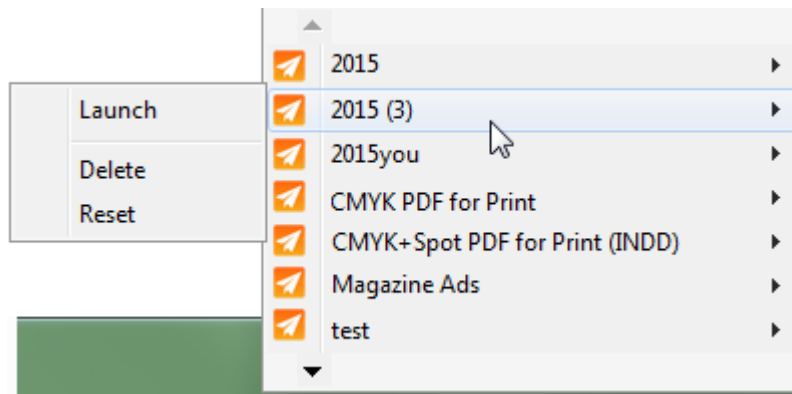 2015
2015 (3)
2015you
CMYK PDF for Print
CMYK+Spot PDF for Print (INDD)
Magazine Ads
test
Launch
Delete
Reset